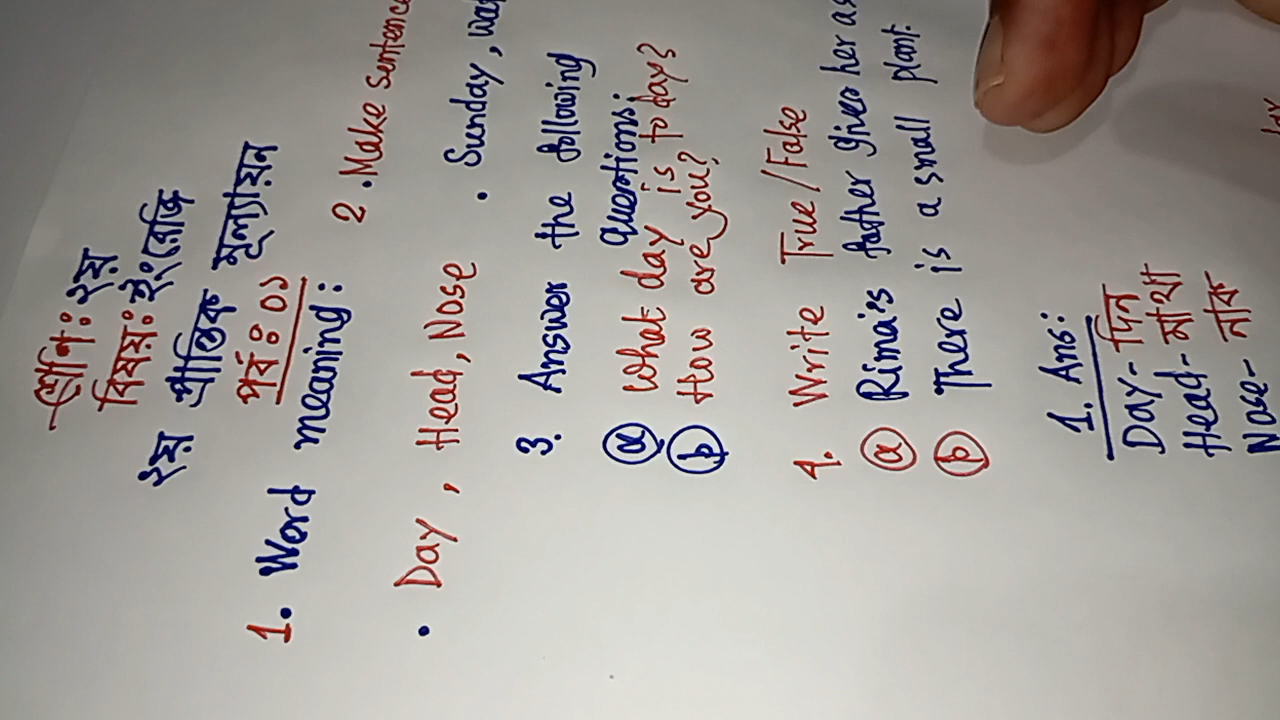 শ্রেণি: ২য়
বিষয়: ইংরেজি
২য় প্রান্তিক মূল্যায়ন
পর্ব: ০১
1. Word meaning:
• Day, Head, Nose
2. Make sentence
• Sunday,
3. Answer the following questions:
(a) What day is today?
(b) How are you?
4. Write True/False
(a) Rima's father gives her a
(b) There is a small plant.
1. Ans:
Day- দিন
Head- মাথা
Nose- নাক